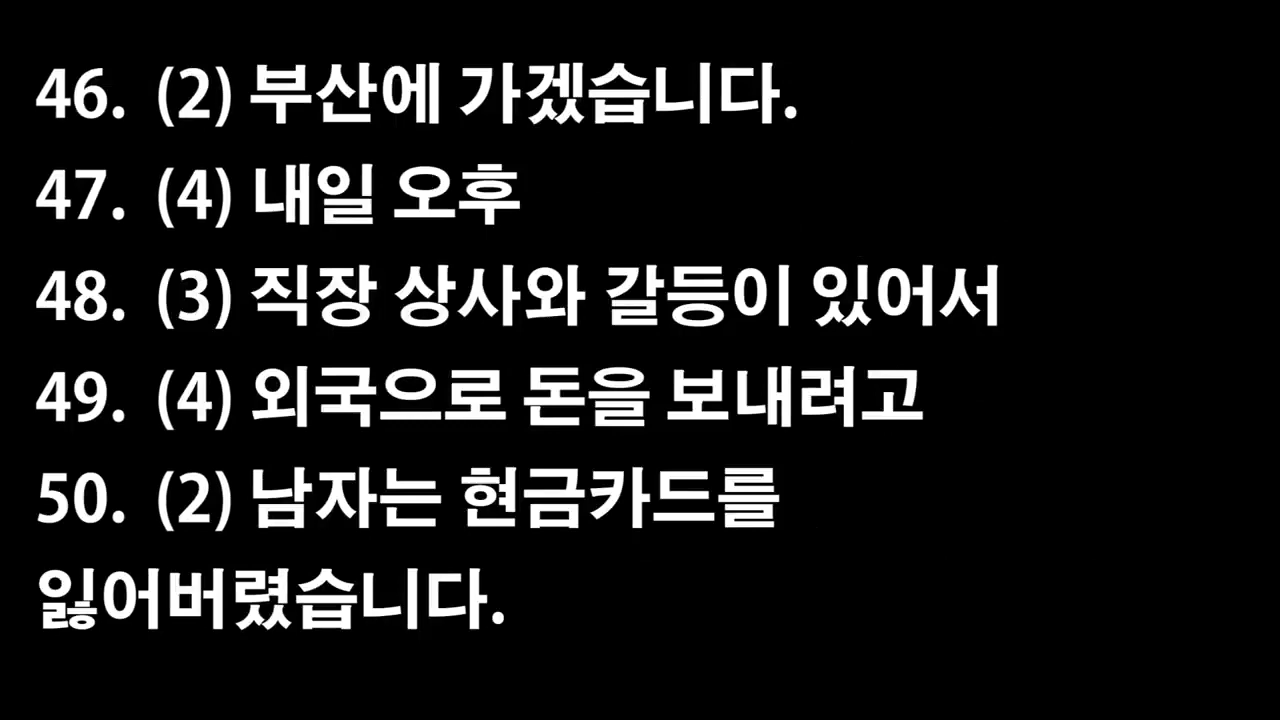 46. (2) 부산에 가겠습니다.
47. (4) 내일 오후
48. (3) 직장 상사와 갈등이 있어서
49. (4) 외국으로 돈을 보내려고
50. (2) 남자는 현금카드를
잃어버렸습니다.